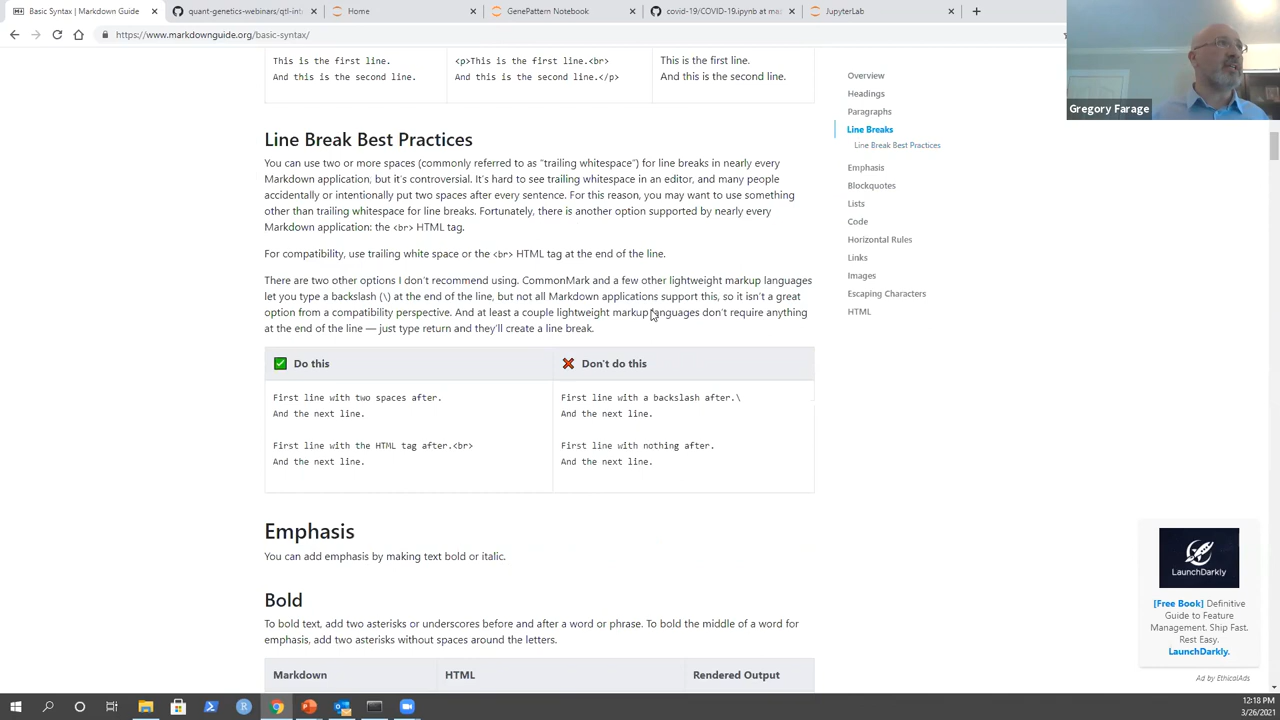 Basic Syntax | Markdown Guide
quant-genetics-webinars/qtl-int
Home
GenePattern Notebook
covid-19/COVID-19.ipynb at ma
JupyterLab
https://www.markdownguide.org/basic-syntax/
Gregory Farage
This is the first line.
And this is the second line.
<p>This is the first line.<br>
And this is the second line.</p>
This is the first line.
And this is the second line.
Line Break Best Practices
You can use two or more spaces (commonly referred to as “trailing whitespace”) for line breaks in nearly every
Markdown application, but it's controversial. It's hard to see trailing whitespace in an editor, and many people
accidentally or intentionally put two spaces after every sentence. For this reason, you may want to use something
other than trailing whitespace for line breaks. Fortunately, there is another option supported by nearly every
Markdown application: the <br> HTML tag.
For compatibility, use trailing white space or the <br> HTML tag at the end of the line.
There are two other options I don't recommend using. CommonMark and a few other lightweight markup languages
let you type a backslash (\) at the end of the line, but not all Markdown applications support this, so it isn't a great
option from a compatibility perspective. And at least a couple lightweight markup languages don't require anything
at the end of the line — just type return and they'll create a line break.
✅ Do this
❌ Don't do this
First line with two spaces after.
And the next line.
First line with the HTML tag after.<br>
And the next line.
First line with a backslash after.\
And the next line.
First line with nothing after.
And the next line.
Emphasis
You can add emphasis by making text bold or italic.
Bold
To bold text, add two asterisks or underscores before and after a word or phrase. To bold the middle of a word for
emphasis, add two asterisks without spaces around the letters.
Markdown
HTML
Rendered Output
Overview
Headings
Paragraphs
Line Breaks
Line Break Best Practices
Emphasis
Blockquotes
Lists
Code
Horizontal Rules
Links
Images
Escaping Characters
HTML
LaunchDarkly
[Free Book] Definitive
Guide to Feature
Management. Ship Fast.
Rest Easy.
LaunchDarkly.
Ad by EthicalAds
12:18 PM
3/26/2021